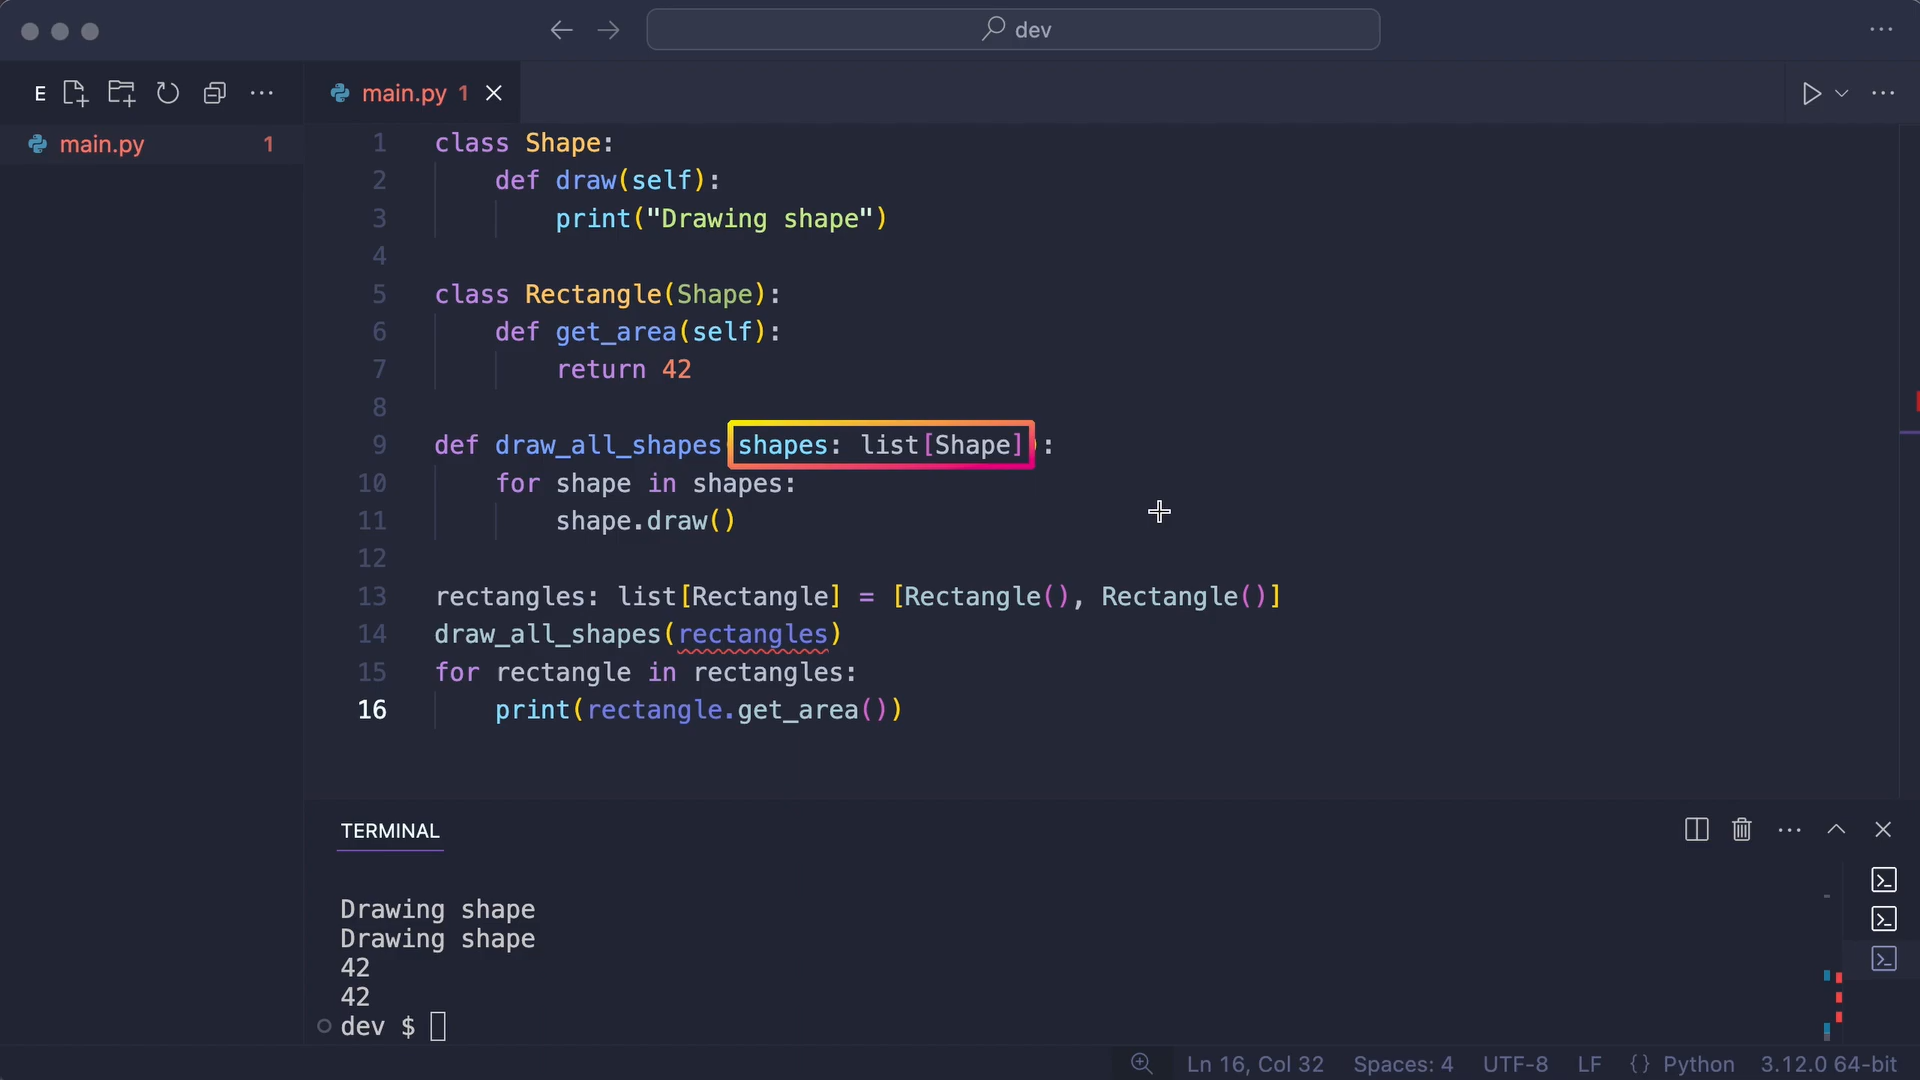 dev
E
main.py 1
main.py 1
1 class Shape:
2 def draw(self):
3 print("Drawing shape")
4
5 class Rectangle(Shape):
6 def get_area(self):
7 return 42
8
9 def draw_all_shapes(shapes: list[Shape]):
10 for shape in shapes:
11 shape.draw()
12
13 rectangles: list[Rectangle] = [Rectangle(), Rectangle()]
14 draw_all_shapes(rectangles)
15 for rectangle in rectangles:
16 print(rectangle.get_area())
TERMINAL
Drawing shape
Drawing shape
42
42
dev $
Ln 16, Col 32 Spaces: 4 UTF-8 LF {} Python 3.12.0 64-bit